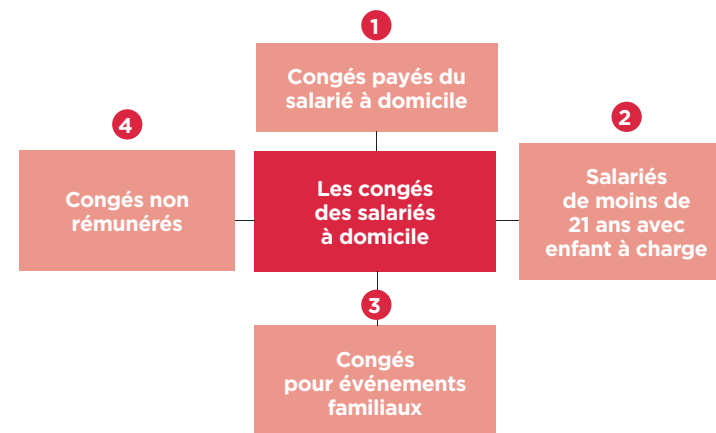 1
Congés payés du
salarié à domicile
2
Salariés
de moins de
21 ans avec
enfant à charge
Les congés
des salariés
à domicile
3
Congés
pour événements
familiaux
4
Congés non
rémunérés